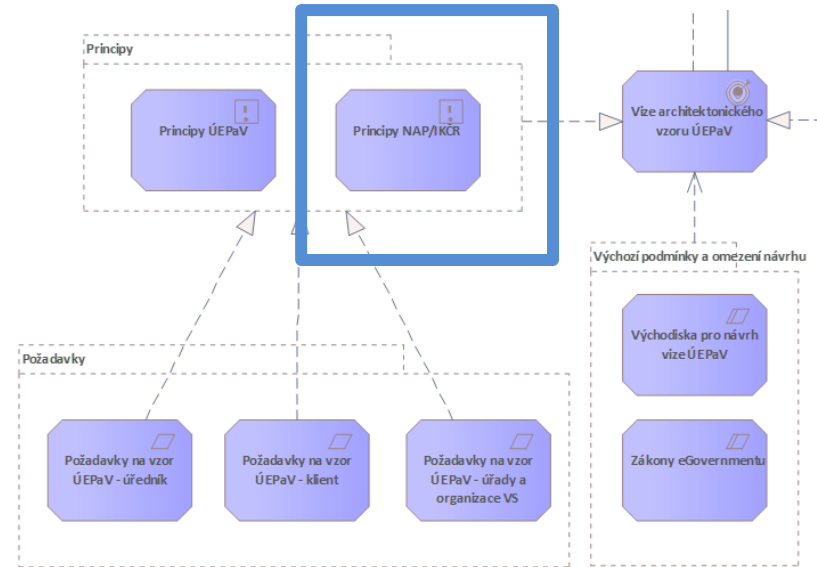 Principy
Principy ÚEPaV
Principy NAP/IKČR
Vize architektonického
vzoru ÚEPaV
Výchozí podmínky a omezení návrhu
Východiska pro návrh
vize ÚEPaV
Zákony eGovernmentu
Požadavky
Požadavky na vzor
ÚEPaV - úředník
Požadavky na vzor
ÚEPaV - klient
Požadavky na vzor
ÚEPaV - úřady a
organizace VS